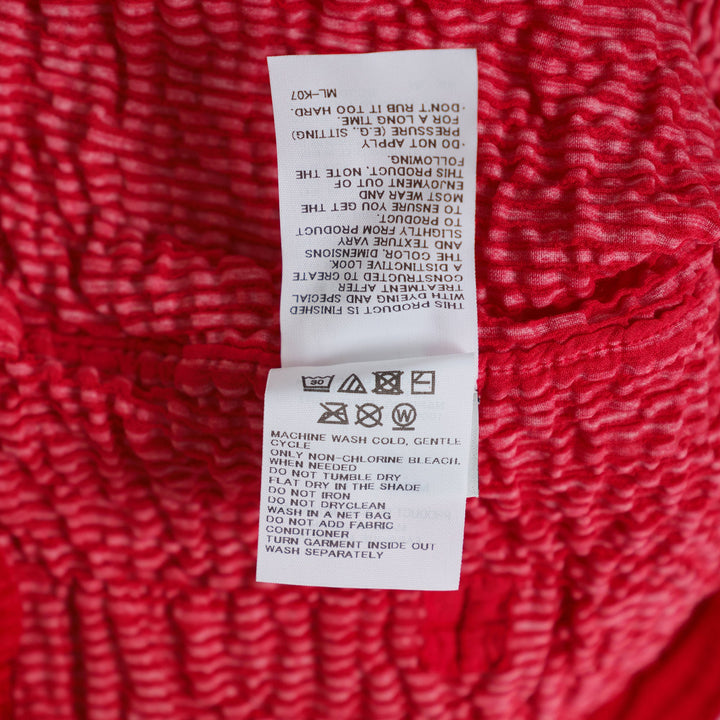 THIS PRODUCT IS FINISHED
WITH DYEING AND SPECIAL
TREATMENT AFTER
CONSTRUCTED TO CREATE
A DISTINCTIVE LOOK.
THE COLOR, DIMENSIONS
AND TEXTURE VARY
SLIGHTLY FROM PRODUCT
TO PRODUCT.
TO ENSURE YOU GET THE
MOST WEAR AND
ENJOYMENT OUT OF
THIS PRODUCT, NOTE THE
FOLLOWING.
·DO NOT APPLY
PRESSURE (E.G., SITTING)
FOR A LONG TIME.
·DON'T RUB IT TOO HARD.
ML-K07
30
W
MACHINE WASH COLD, GENTLE
CYCLE
ONLY NON-CHLORINE BLEACH,
WHEN NEEDED
DO NOT TUMBLE DRY
FLAT DRY IN THE SHADE
DO NOT IRON
DO NOT DRYCLEAN
WASH IN A NET BAG
DO NOT ADD FABRIC
CONDITIONER
TURN GARMENT INSIDE OUT
WASH SEPARATELY